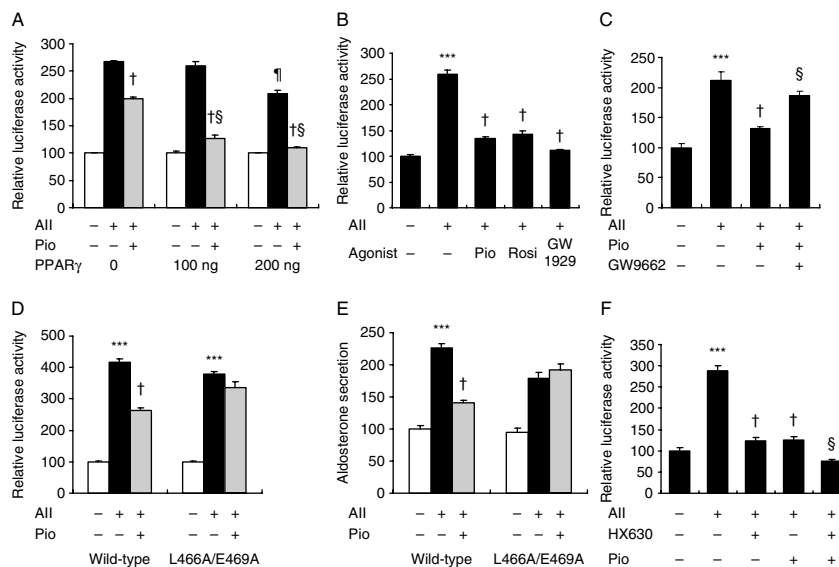 A
Relative luciferase activity
300
250
200
150
100
50
0
†
†§
¶
†§
AII – + + – + + – + +
Pio – – + – – + – – +
PPARγ 0 100 ng 200 ng
B
Relative luciferase activity
300
250
200
150
100
50
0
***
†
†
†
AII – + + + +
Agonist – – Pio Rosi GW
1929
C
Relative luciferase activity
250
200
150
100
50
0
***
†
§
AII – + + +
Pio – – + +
GW9662 – – – +
D
Relative luciferase activity
500
400
300
200
100
0
***
†
***
AII – + + – + +
Pio – – + – – +
Wild-type L466A/E469A
E
Aldosterone secretion
250
200
150
100
50
0
***
†
AII – + + – + +
Pio – – + – – +
Wild-type L466A/E469A
F
Relative luciferase activity
350
300
250
200
150
100
50
0
***
†
†
§
AII – + + + +
HX630 – – + – +
Pio – – – + +